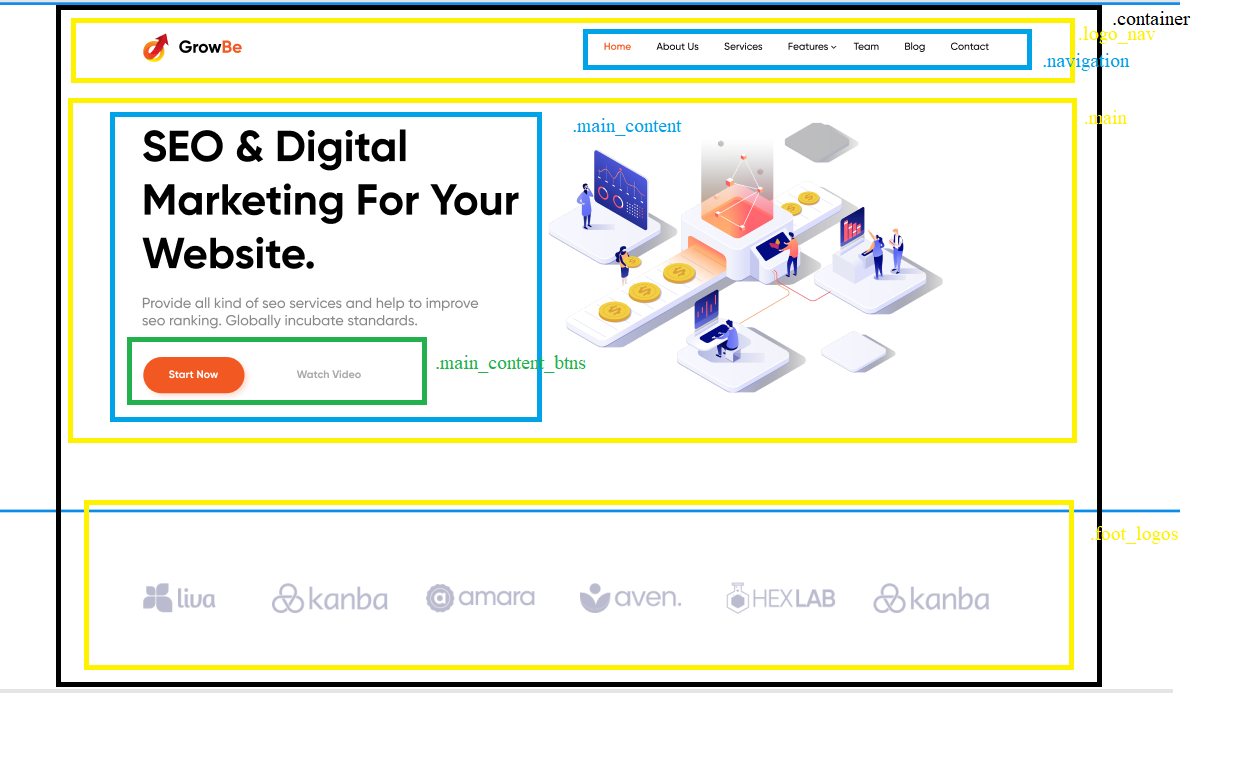 .container
GrowBe
Home About Us Services Features Team Blog Contact
.logo_nav
.navigation
.main
.main_content
SEO & Digital
Marketing For Your
Website.
Provide all kind of seo services and help to improve
seo ranking. Globally incubate standards.
.main_content_btns
Start Now Watch Video
.foot_logos
liva kanba amara aven. HEXLAB kanba